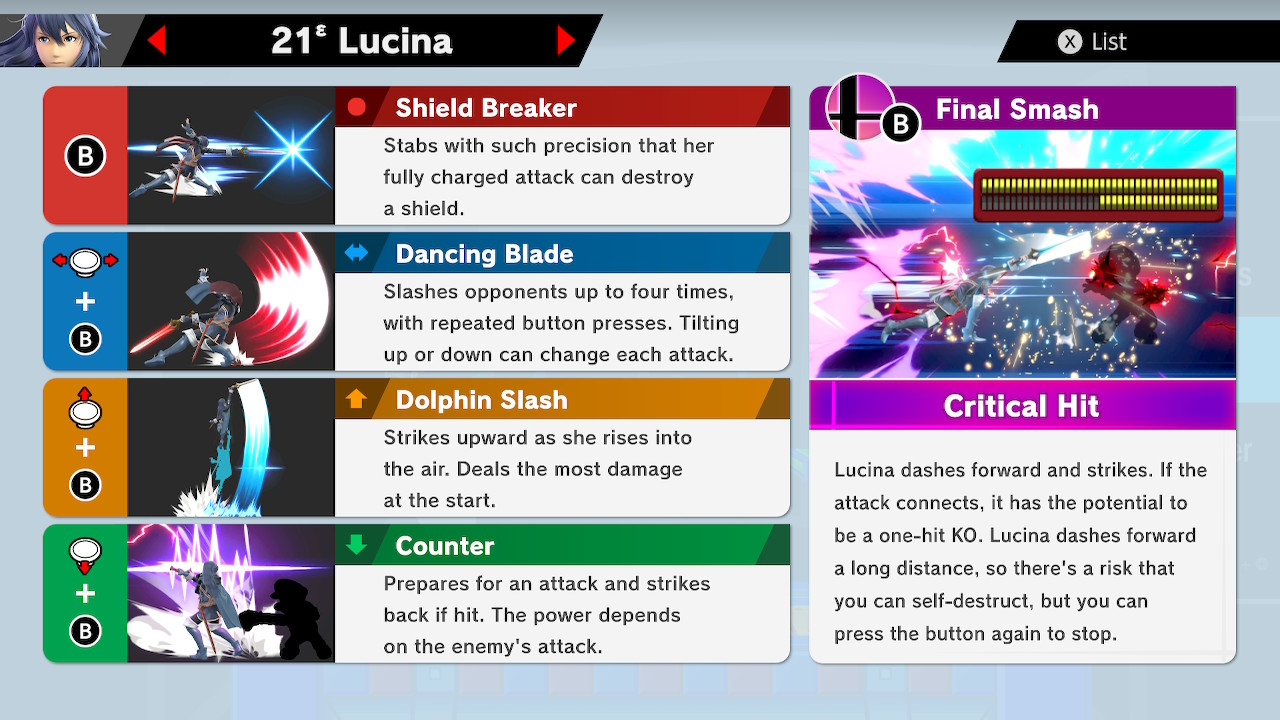 21ε Lucina
X List
B
Shield Breaker
Stabs with such precision that her
fully charged attack can destroy
a shield.
+
B
Dancing Blade
Slashes opponents up to four times,
with repeated button presses. Tilting
up or down can change each attack.
+
B
Dolphin Slash
Strikes upward as she rises into
the air. Deals the most damage
at the start.
+
B
Counter
Prepares for an attack and strikes
back if hit. The power depends
on the enemy's attack.
B Final Smash
Critical Hit
Lucina dashes forward and strikes. If the
attack connects, it has the potential to
be a one-hit KO. Lucina dashes forward
a long distance, so there's a risk that
you can self-destruct, but you can
press the button again to stop.